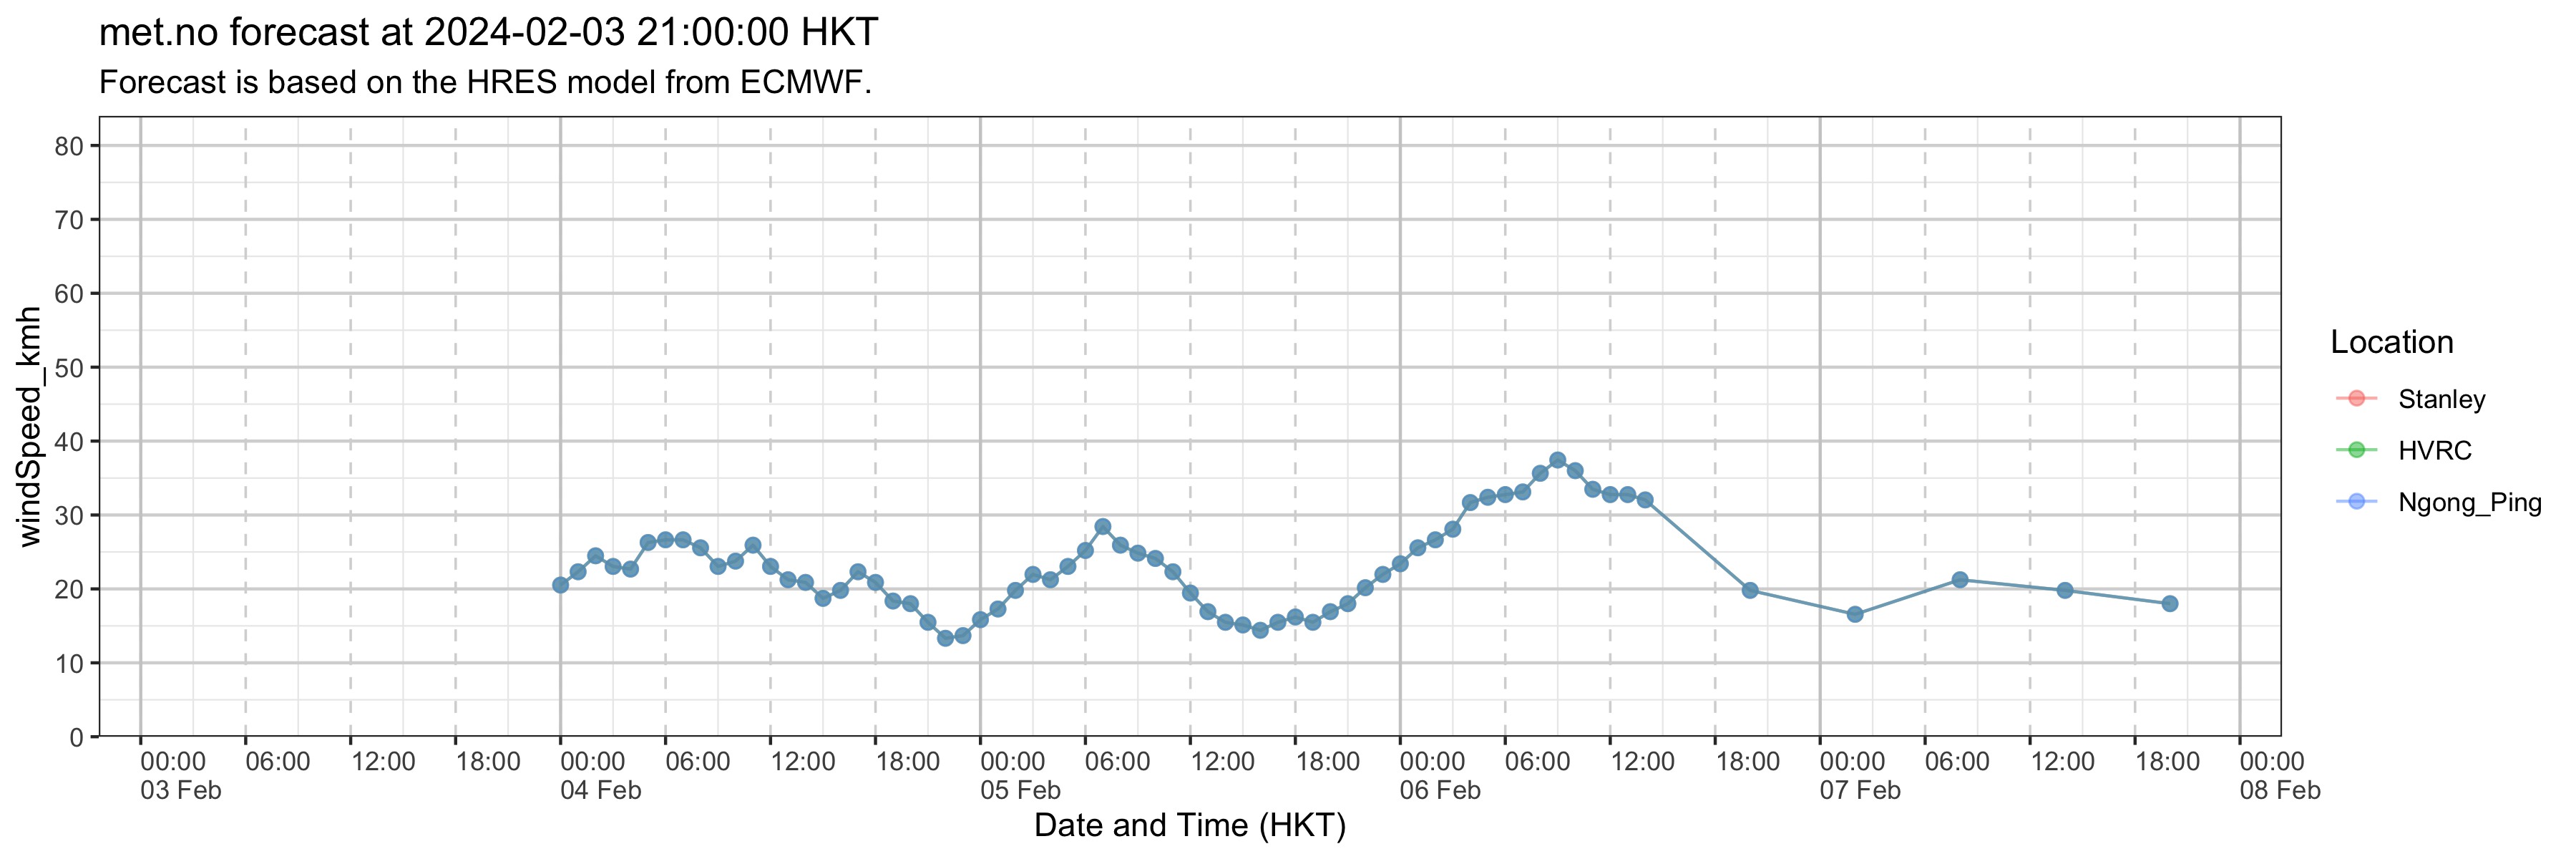 met.no forecast at 2024-02-03 21:00:00 HKT
Forecast is based on the HRES model from ECMWF.
windSpeed_kmh
80
70
60
50
40
30
20
10
0
00:00 06:00 12:00 18:00 00:00 06:00 12:00 18:00 00:00 06:00 12:00 18:00 00:00 06:00 12:00 18:00 00:00 06:00 12:00 18:00 00:00
03 Feb 04 Feb 05 Feb 06 Feb 07 Feb 08 Feb
Date and Time (HKT)
Location
Stanley
HVRC
Ngong_Ping